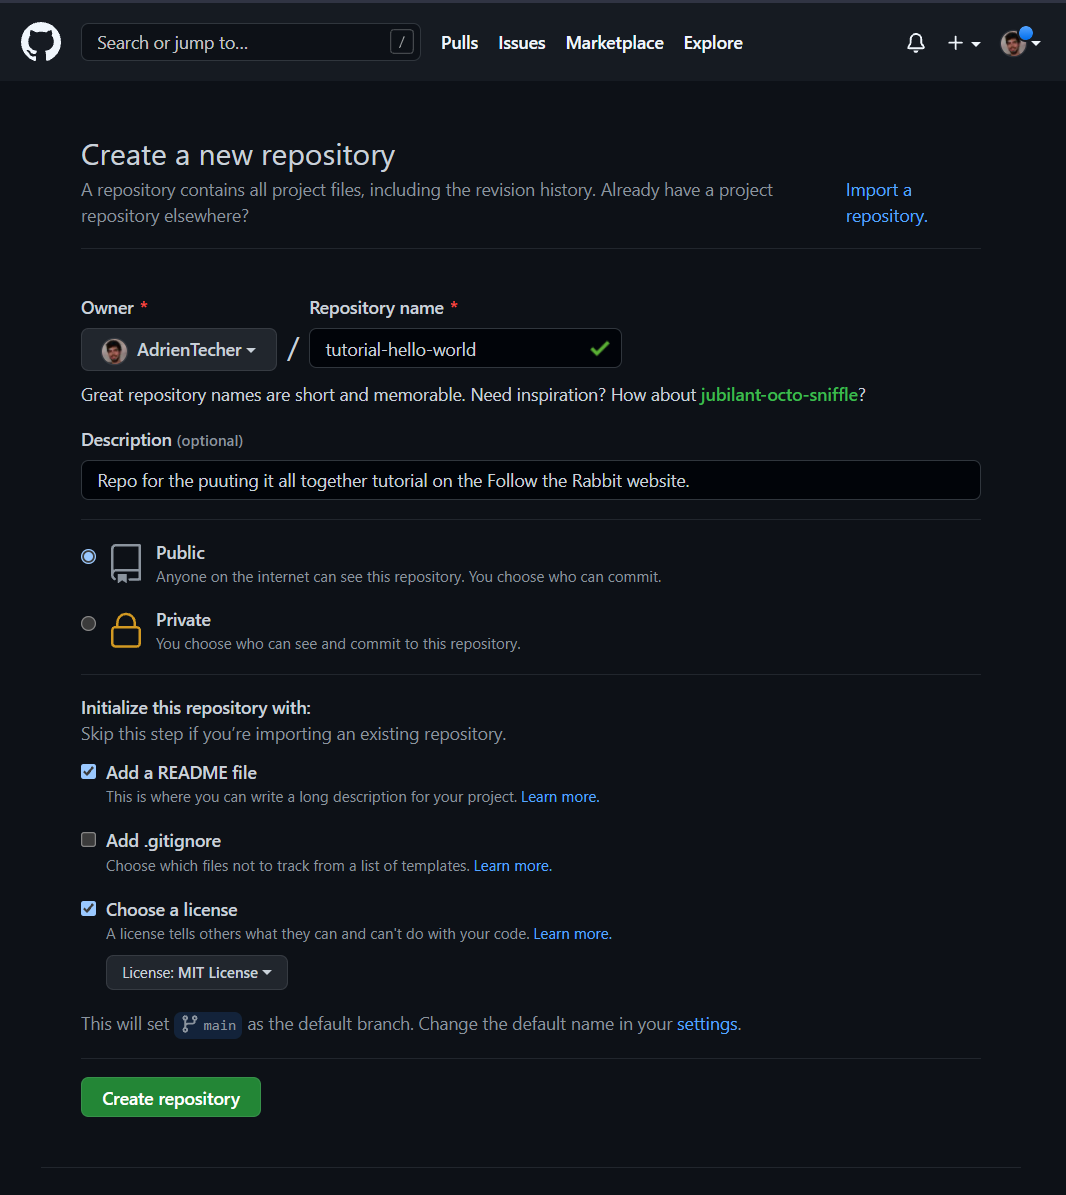 Search or jump to...
/
Pulls
Issues
Marketplace
Explore
Create a new repository
A repository contains all project files, including the revision history. Already have a project
repository elsewhere?
Import a
repository.
Owner *
Repository name *
AdrienTecher
/
tutorial-hello-world
Great repository names are short and memorable. Need inspiration? How about jubilant-octo-sniffle?
Description (optional)
Repo for the puuting it all together tutorial on the Follow the Rabbit website.
Public
Anyone on the internet can see this repository. You choose who can commit.
Private
You choose who can see and commit to this repository.
Initialize this repository with:
Skip this step if you’re importing an existing repository.
Add a README file
This is where you can write a long description for your project. Learn more.
Add .gitignore
Choose which files not to track from a list of templates. Learn more.
Choose a license
A license tells others what they can and can't do with your code. Learn more.
License: MIT License
This will set main as the default branch. Change the default name in your settings.
Create repository